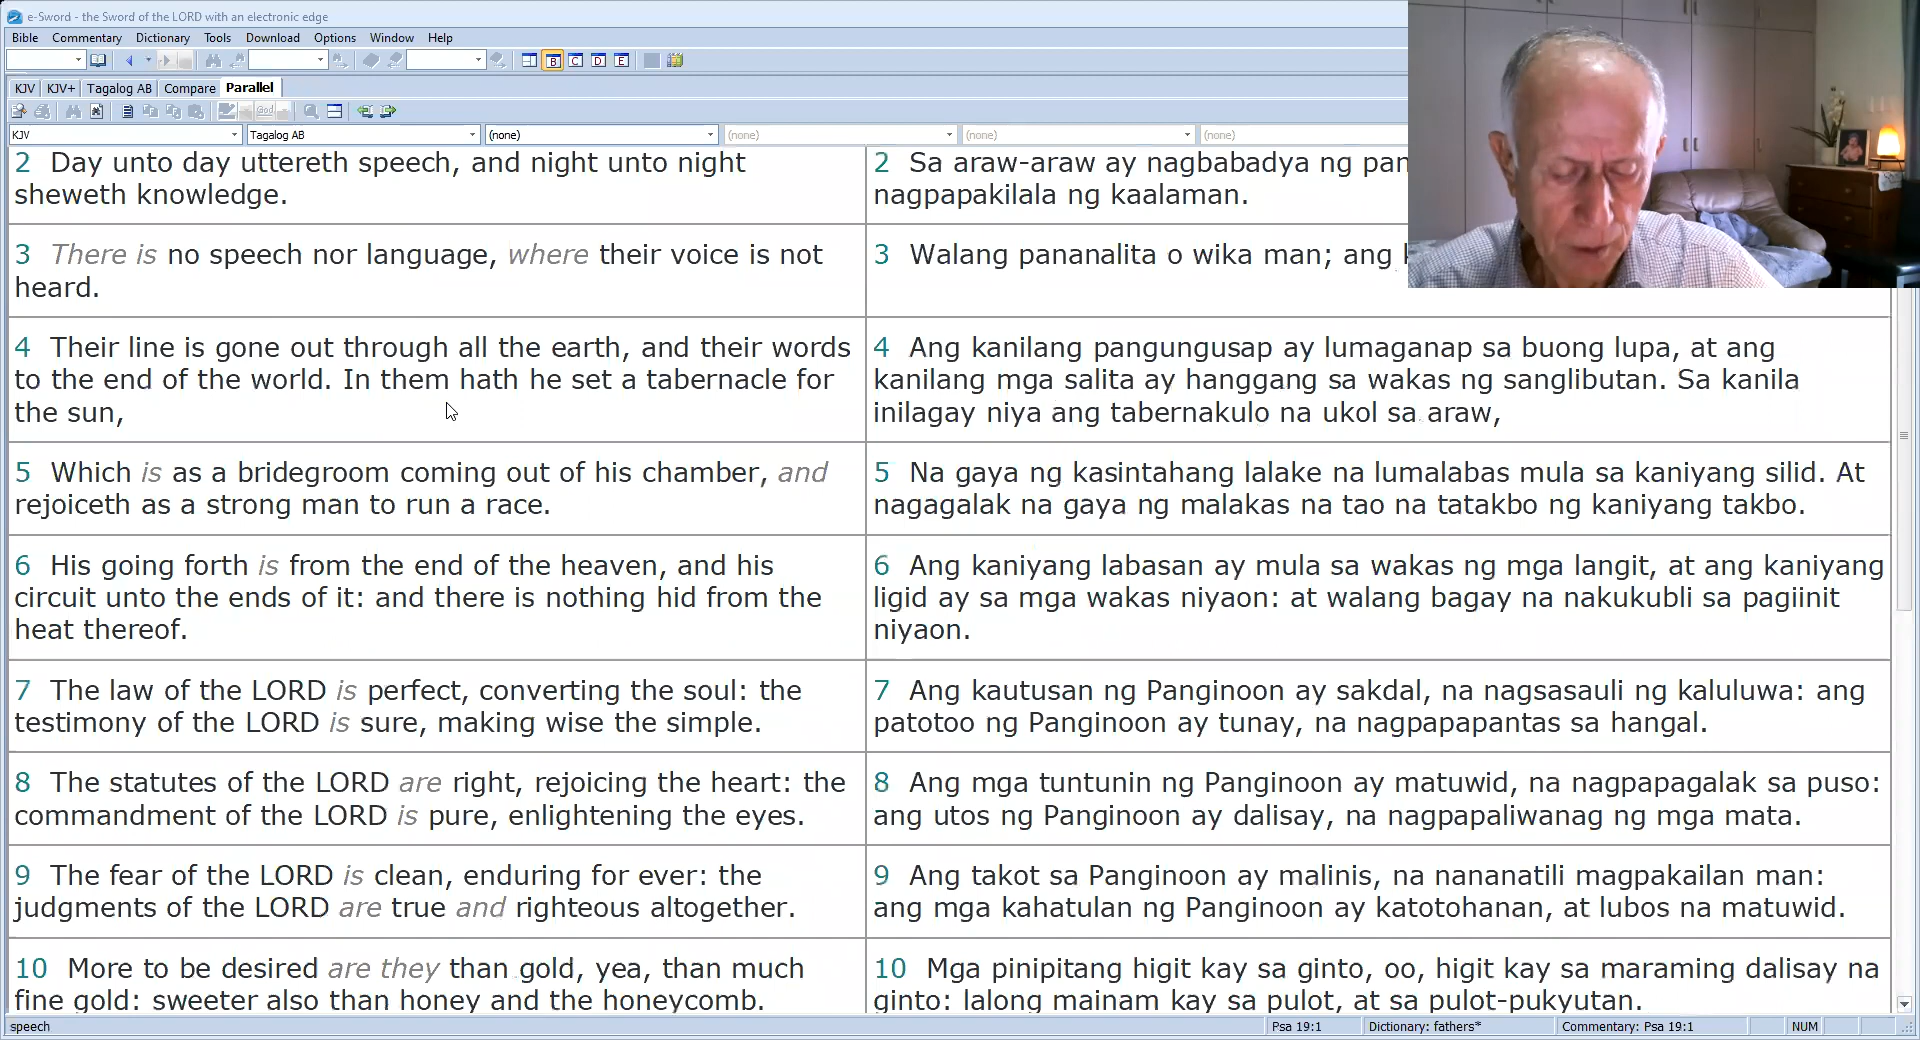 e-Sword - the Sword of the LORD with an electronic edge
Bible Commentary Dictionary Tools Download Options Window Help
B C D E
KJV KJV+ Tagalog AB Compare Parallel
KJV Tagalog AB (none) (none) (none) (none)
2 Day unto day uttereth speech, and night unto night
sheweth knowledge.
3 There is no speech nor language, where their voice is not
heard.
4 Their line is gone out through all the earth, and their words
to the end of the world. In them hath he set a tabernacle for
the sun,
5 Which is as a bridegroom coming out of his chamber, and
rejoiceth as a strong man to run a race.
6 His going forth is from the end of the heaven, and his
circuit unto the ends of it: and there is nothing hid from the
heat thereof.
7 The law of the LORD is perfect, converting the soul: the
testimony of the LORD is sure, making wise the simple.
8 The statutes of the LORD are right, rejoicing the heart: the
commandment of the LORD is pure, enlightening the eyes.
9 The fear of the LORD is clean, enduring for ever: the
judgments of the LORD are true and righteous altogether.
10 More to be desired are they than gold, yea, than much
fine gold: sweeter also than honey and the honeycomb.
2 Sa araw-araw ay nagbabadya ng
nagpapakilala ng kaalaman.
3 Walang pananalita o wika man; ang
4 Ang kanilang pangungusap ay lumaganap sa buong lupa, at ang
kanilang mga salita ay hanggang sa wakas ng sanglibutan. Sa kanila
inilagay niya ang tabernakulo na ukol sa araw,
5 Na gaya ng kasintahang lalake na lumalabas mula sa kaniyang silid. At
nagagalak na gaya ng malakas na tao na tatakbo ng kaniyang takbo.
6 Ang kaniyang labasan ay mula sa wakas ng mga langit, at ang kaniyang
ligid ay sa mga wakas niyaon: at walang bagay na nakukubli sa pagiinit
niyaon.
7 Ang kautusan ng Panginoon ay sakdal, na nagsasauli ng kaluluwa: ang
patotoo ng Panginoon ay tunay, na nagpapapantas sa hangal.
8 Ang mga tuntunin ng Panginoon ay matuwid, na nagpapagalak sa puso:
ang utos ng Panginoon ay dalisay, na nagpapaliwanag ng mga mata.
9 Ang takot sa Panginoon ay malinis, na nananatili magpakailan man:
ang mga kahatulan ng Panginoon ay katotohanan, at lubos na matuwid.
10 Mga pinipitang higit kay sa ginto, oo, higit kay sa maraming dalisay na
ginto: lalong mainam kay sa pulot, at sa pulot-pukyutan.
speech Psa 19:1 Dictionary: fathers* Commentary: Psa 19:1 NUM